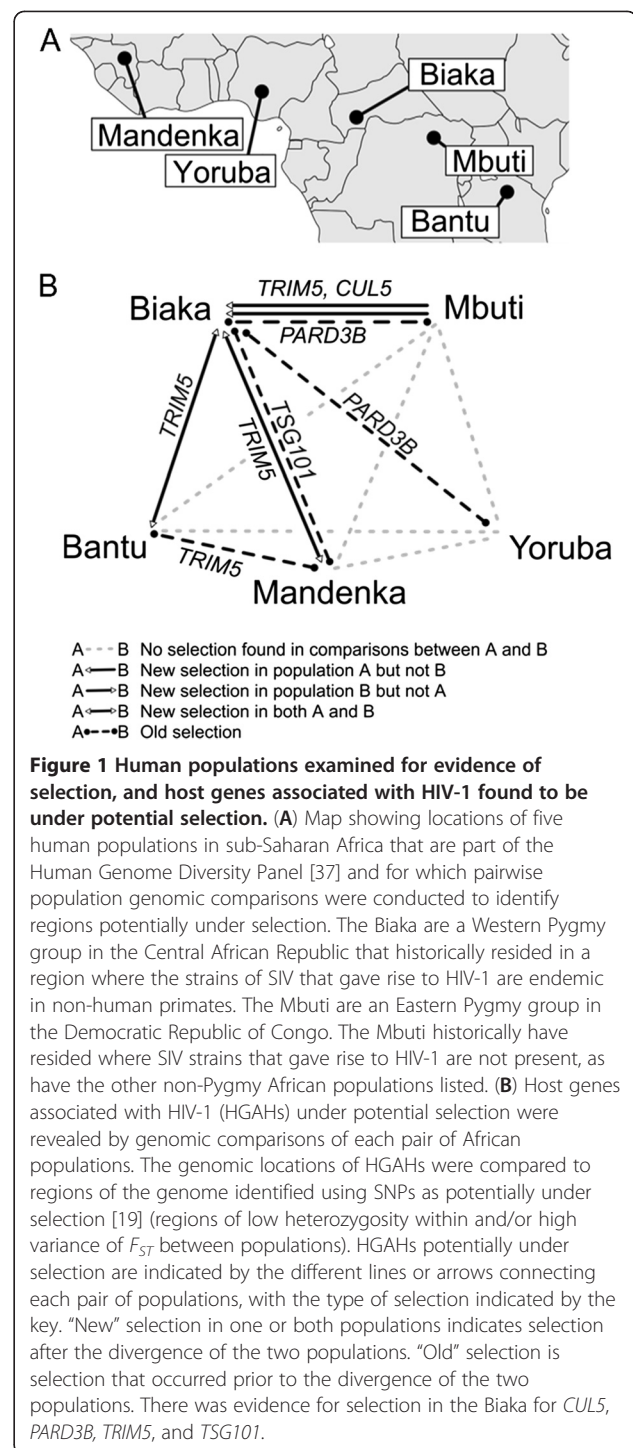 A
Biaka
Mandenka
Yoruba
Mbuti
Bantu
B
TRIM5, CUL5
Biaka
Mbuti
PARD3B
TRIM5
TSG101
TRIM5
PARD3B
Bantu
TRIM5
Yoruba
Mandenka
A B No selection found in comparisons between A and B
A B New selection in population A but not B
A B New selection in population B but not A
A B New selection in both A and B
A B Old selection
Figure 1 Human populations examined for evidence of
selection, and host genes associated with HIV-1 found to be
under potential selection. (A) Map showing locations of five
human populations in sub-Saharan Africa that are part of the
Human Genome Diversity Panel [37] and for which pairwise
population genomic comparisons were conducted to identify
regions potentially under selection. The Biaka are a Western Pygmy
group in the Central African Republic that historically resided in a
region where the strains of SIV that gave rise to HIV-1 are endemic
in non-human primates. The Mbuti are an Eastern Pygmy group in
the Democratic Republic of Congo. The Mbuti historically have
resided where SIV strains that gave rise to HIV-1 are not present, as
have the other non-Pygmy African populations listed. (B) Host genes
associated with HIV-1 (HGAHs) under potential selection were
revealed by genomic comparisons of each pair of African
populations. The genomic locations of HGAHs were compared to
regions of the genome identified using SNPs as potentially under
selection [19] (regions of low heterozygosity within and/or high
variance of FST between populations). HGAHs potentially under
selection are indicated by the different lines or arrows connecting
each pair of populations, with the type of selection indicated by the
key. “New” selection in one or both populations indicates selection
after the divergence of the two populations. “Old” selection is
selection that occurred prior to the divergence of the two
populations. There was evidence for selection in the Biaka for CUL5,
PARD3B, TRIM5, and TSG101.